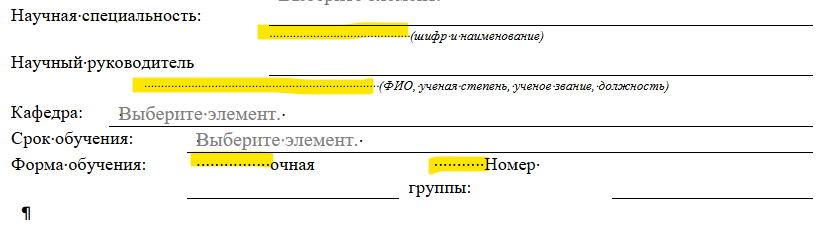 Научная специальность:
(шифр и наименование)
Научный руководитель
(ФИО, ученая степень, ученое звание, должность)
Кафедра: Выберите элемент.
Срок обучения: Выберите элемент.
Форма обучения: очная Номер
группы:
¶